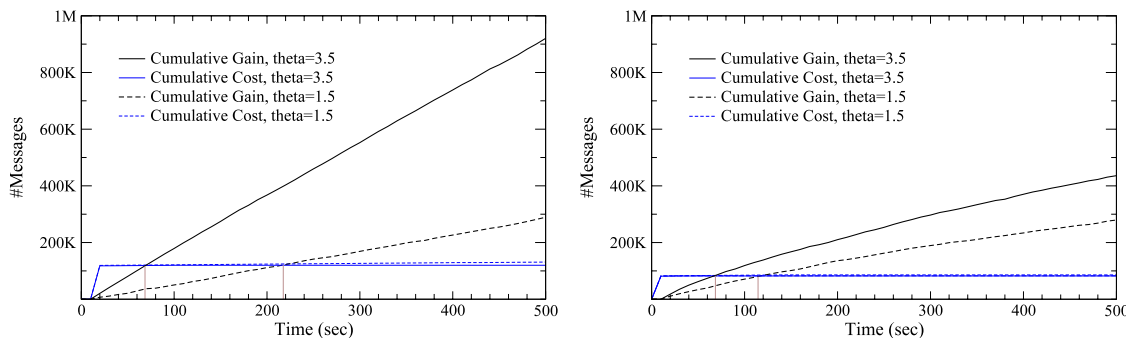 1M
800K
600K
400K
200K
#Messages
Cumulative Gain, theta=3.5
Cumulative Cost, theta=3.5
Cumulative Gain, theta=1.5
Cumulative Cost, theta=1.5
0 100 200 300 400 500
Time (sec)
1M
800K
600K
400K
200K
#Messages
Cumulative Gain, theta=3.5
Cumulative Cost, theta=3.5
Cumulative Gain, theta=1.5
Cumulative Cost, theta=1.5
0 100 200 300 400 500
Time (sec)